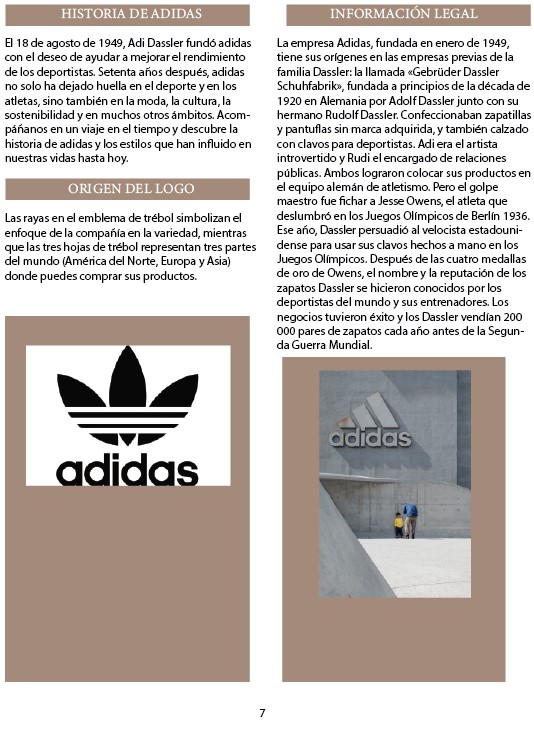 HISTORIA DE ADIDAS
El 18 de agosto de 1949, Adi Dassler fundó adidas
con el deseo de ayudar a mejorar el rendimiento
de los deportistas. Setenta años después, adidas
no solo ha dejado huella en el deporte y en los
atletas, sino también en la moda, la cultura, la
sostenibilidad y en muchos otros ámbitos. Acom-
páñanos en un viaje en el tiempo y descubre la
historia de adidas y los estilos que han influido en
nuestras vidas hasta hoy.
ORIGEN DEL LOGO
Las rayas en el emblema de trébol simbolizan el
enfoque de la compañía en la variedad, mientras
que las tres hojas de trébol representan tres partes
del mundo (América del Norte, Europa y Asia)
donde puedes comprar sus productos.
adidas
INFORMACIÓN LEGAL
La empresa Adidas, fundada en enero de 1949,
tiene sus orígenes en las empresas previas de la
familia Dassler: la llamada «Gebrüder Dassler
Schuhfabrik», fundada a principios de la década de
1920 en Alemania por Adolf Dassler junto con su
hermano Rudolf Dassler. Confeccionaban zapatillas
y pantuflas sin marca adquirida, y también calzado
con clavos para deportistas. Adi era el artista
introvertido y Rudi el encargado de relaciones
públicas. Ambos lograron colocar sus productos en
el equipo alemán de atletismo. Pero el golpe
maestro fue fichar a Jesse Owens, el atleta que
deslumbró en los Juegos Olímpicos de Berlín 1936.
Ese año, Dassler persuadió al velocista estadouni-
dense para usar sus clavos hechos a mano en los
Juegos Olímpicos. Después de las cuatro medallas
de oro de Owens, el nombre y la reputación de los
zapatos Dassler se hicieron conocidos por los
deportistas del mundo y sus entrenadores. Los
negocios tuvieron éxito y los Dassler vendían 200
000 pares de zapatos cada año antes de la Segun-
da Guerra Mundial.
adidas
7